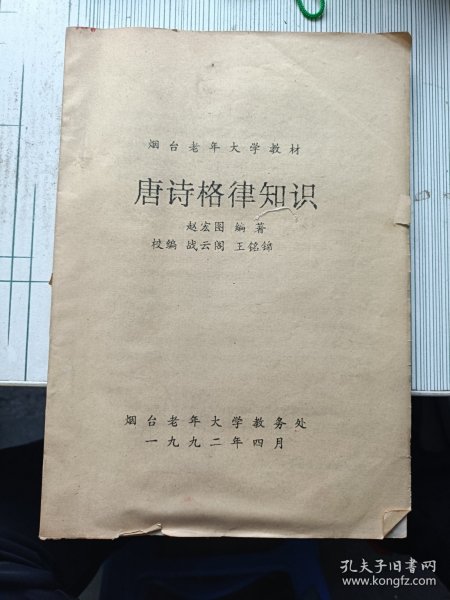 烟台老年大学教材
唐诗格律知识
赵宏图 编著
校编 战云阁 王铭锦
烟台老年大学教务处
一九九二年四月
孔夫子旧书网
www.kongfz.com